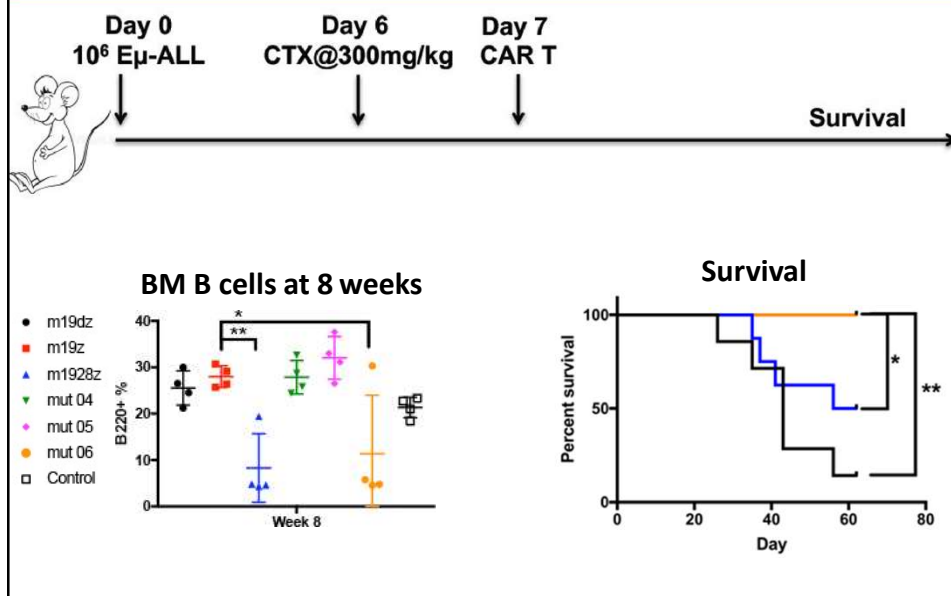 Day 0
10⁶ Eμ-ALL
Day 6
CTX@300mg/kg
Day 7
CAR T
Survival
BM B cells at 8 weeks
m19dz
m19z
m1928z
mut 04
mut 05
mut 06
Control
B220+ %
40
30
20
10
0
*
**
Week 8
Survival
Percent survival
100
50
0
0 20 40 60 80
Day
*
**